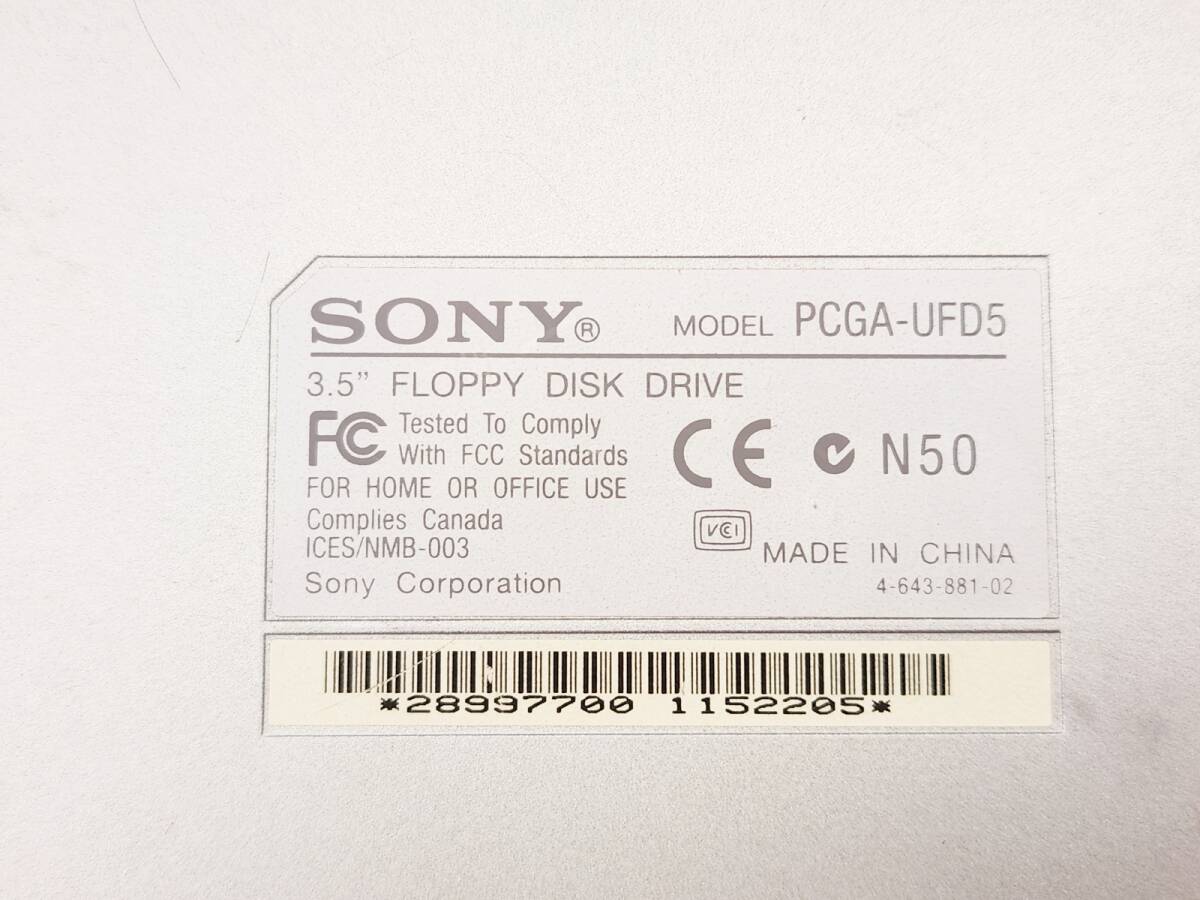 SONY® MODEL PCGA-UFD5
3.5” FLOPPY DISK DRIVE
FC Tested To Comply
With FCC Standards
FOR HOME OR OFFICE USE
CE N50
Complies Canada
ICES/NMB-003
VCI
MADE IN CHINA
Sony Corporation
4-643-881-02
*28997700 1152205*